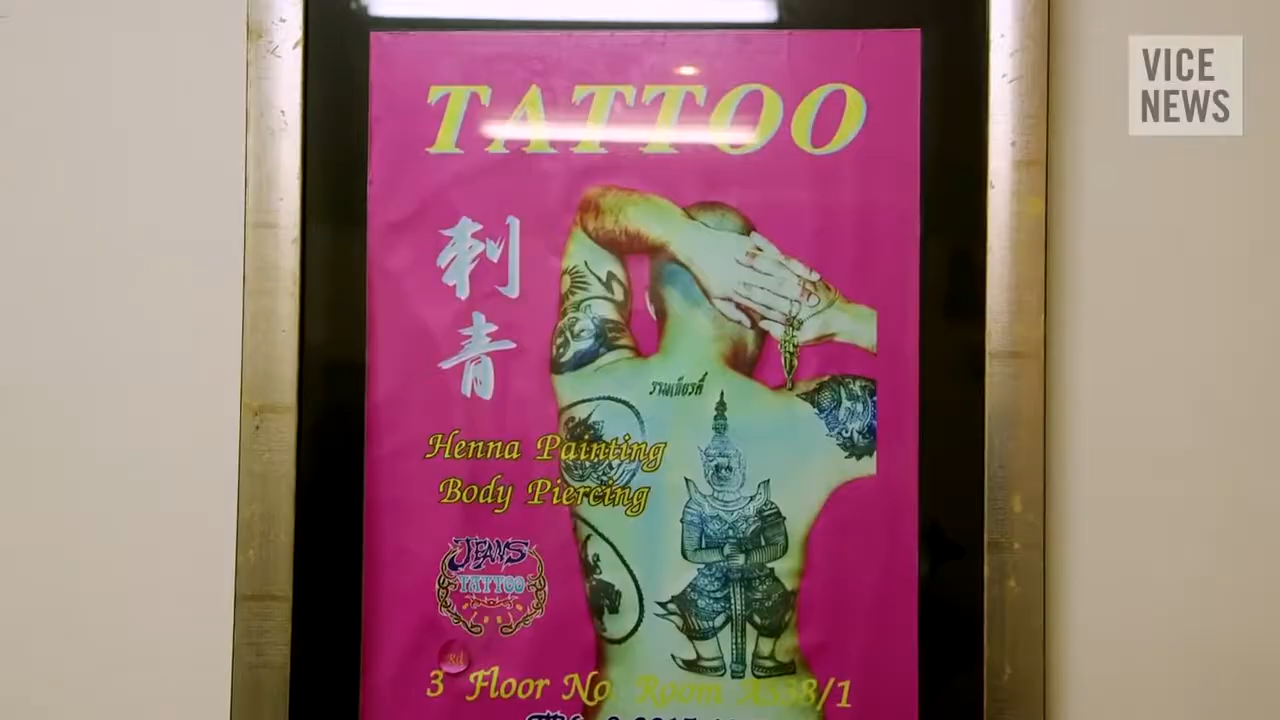 VICE
NEWS
TATTOO
刺
青
Henna Painting
Body Piercing
JEANS
TATTOO
3 Floor No. Room